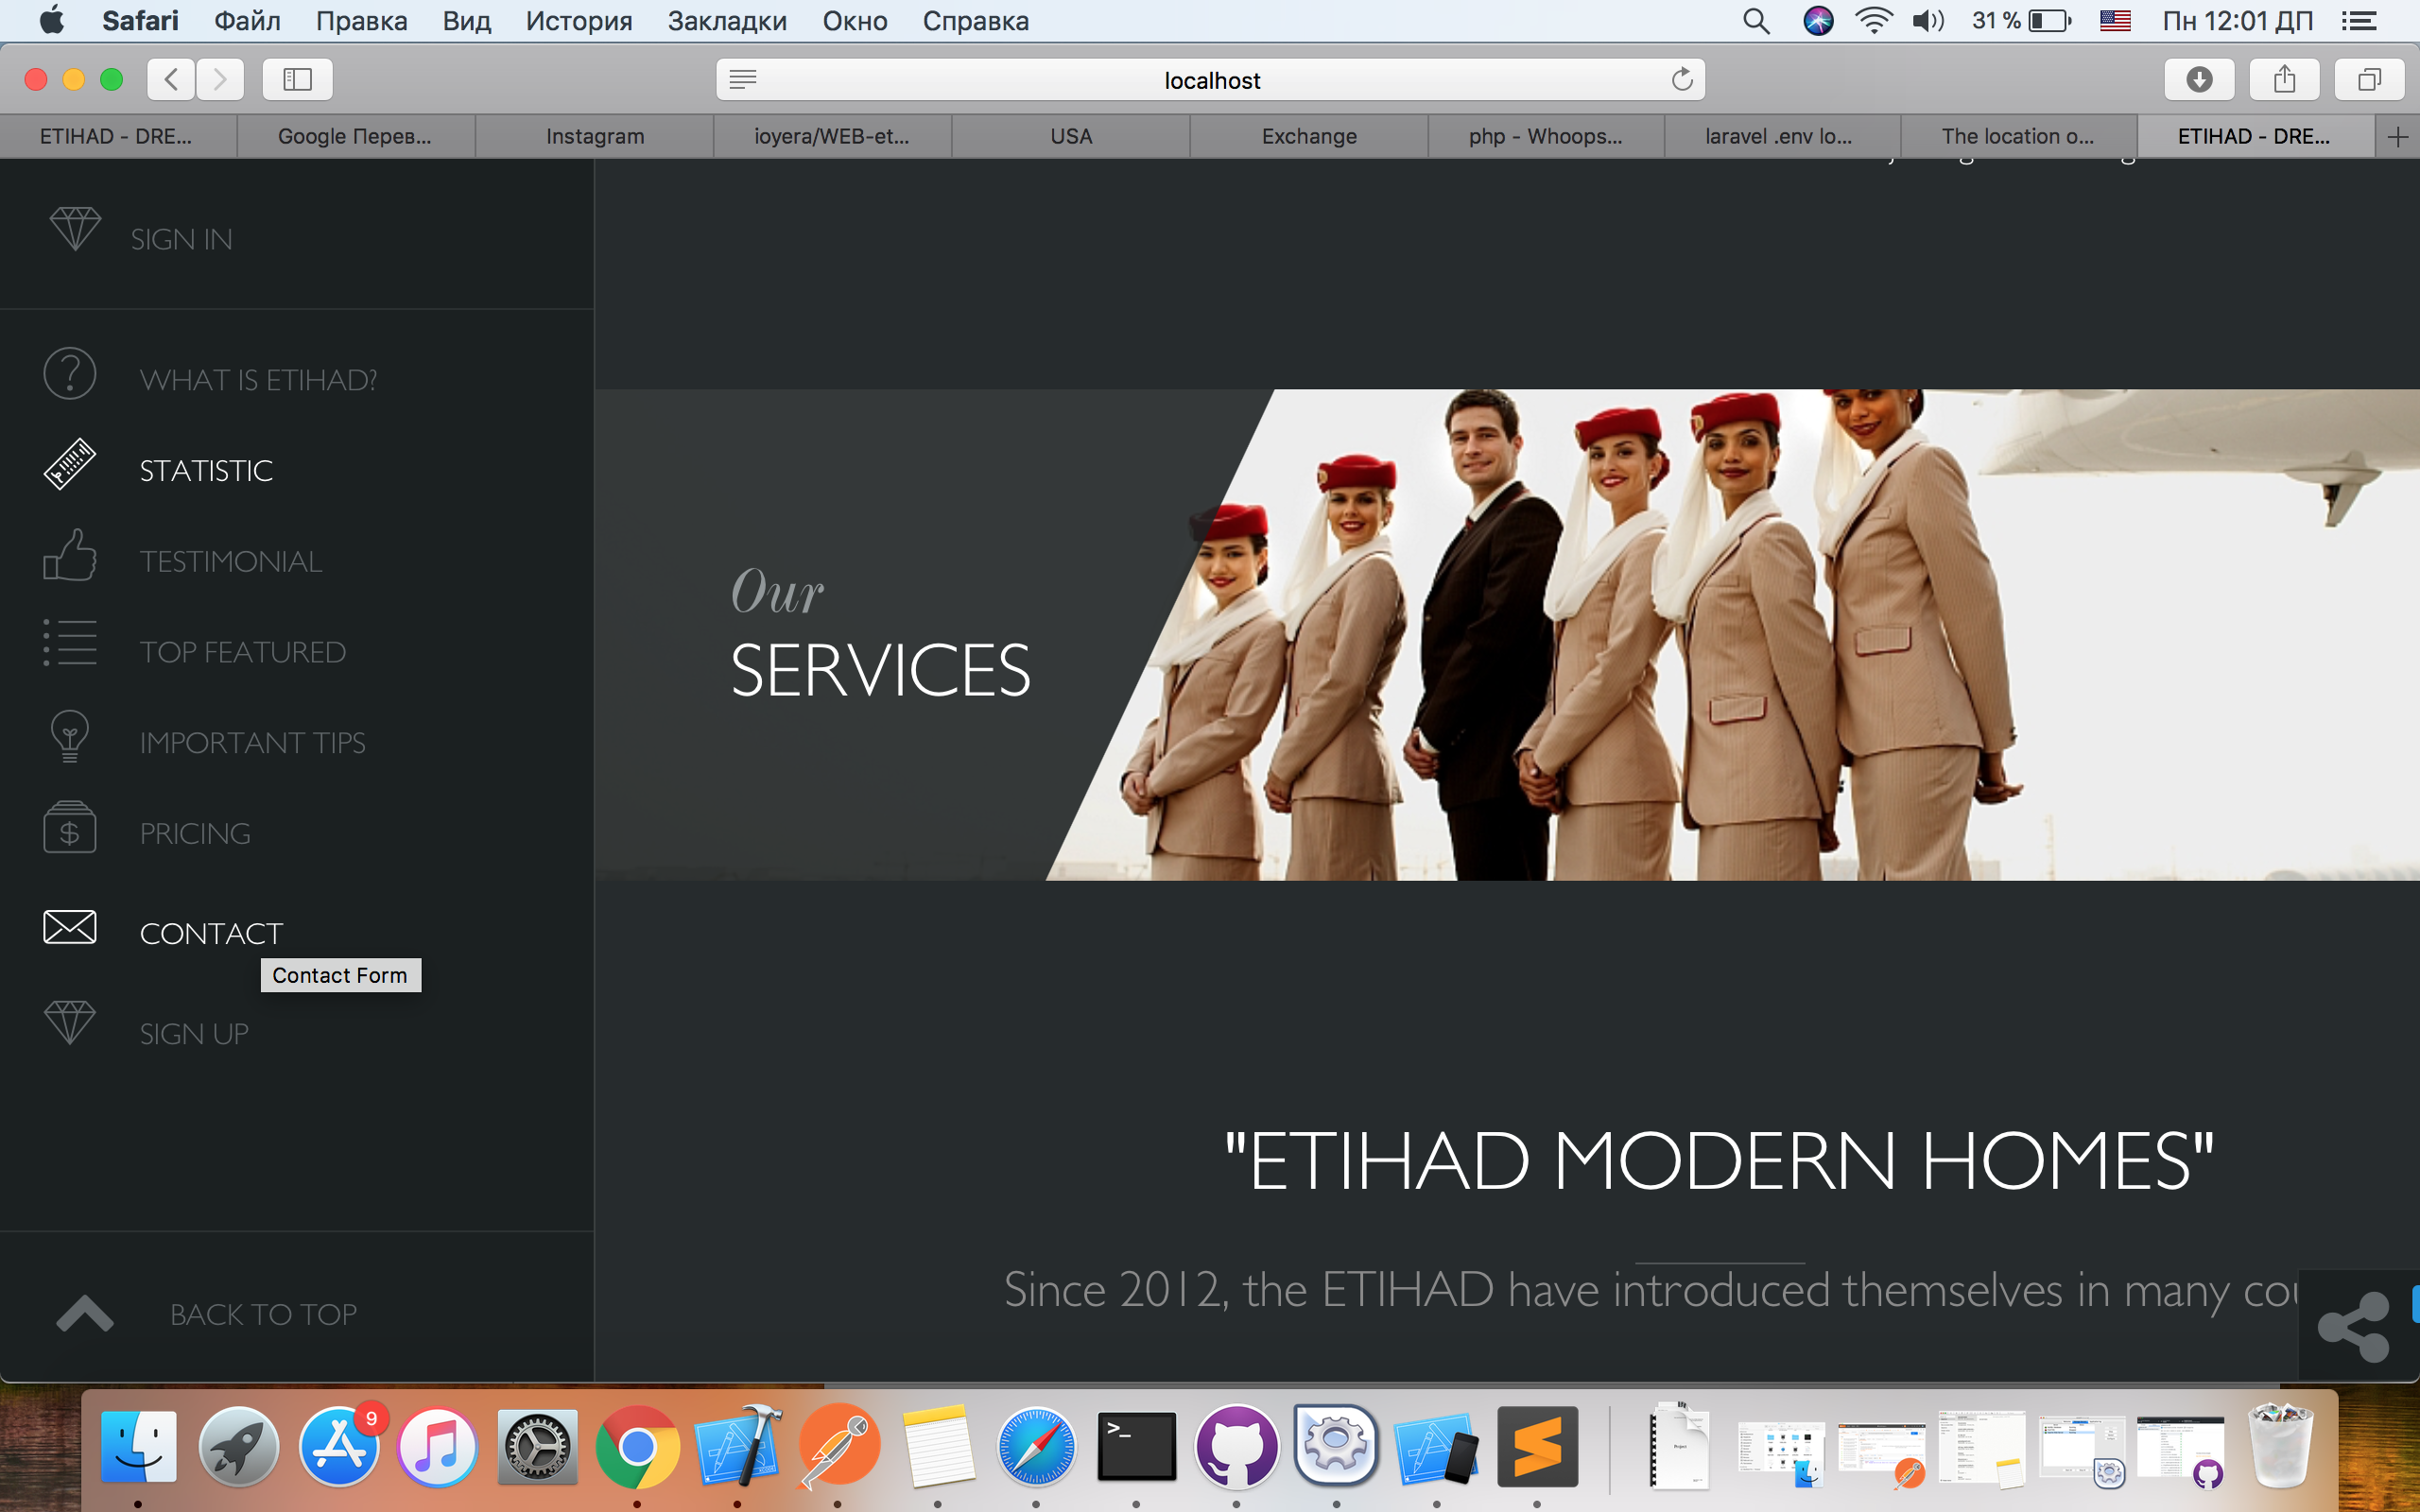 Safari Файл Правка Вид История Закладки Окно Справка 31 % Пн 12:01 ДП
localhost
ETIHAD - DRE... Google Перев... Instagram ioyera/WEB-et... USA Exchange php - Whoops... laravel .env lo... The location o... ETIHAD - DRE...
SIGN IN
WHAT IS ETIHAD?
STATISTIC
TESTIMONIAL
TOP FEATURED
IMPORTANT TIPS
PRICING
CONTACT
Contact Form
SIGN UP
BACK TO TOP
Our
SERVICES
"ETIHAD MODERN HOMES"
Since 2012, the ETIHAD have introduced themselves in many
9
>_
Project